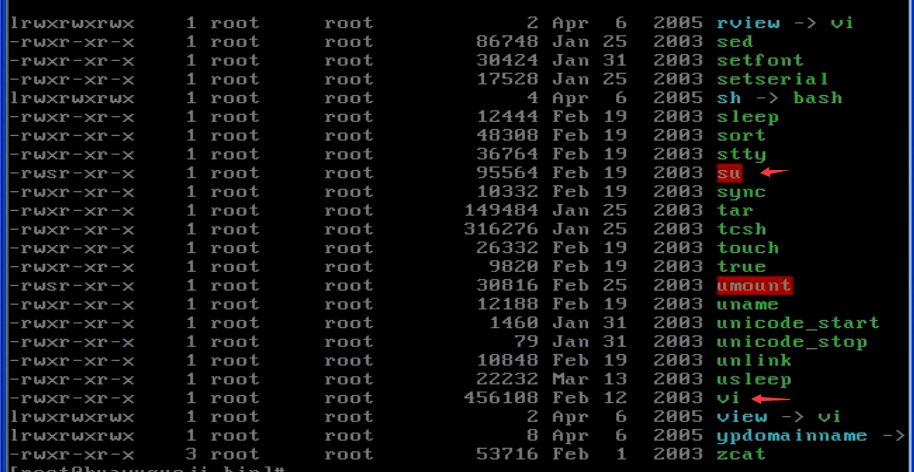 lrwxrwxrwx 1 root root 2 Apr 6 2005 rview -> vi
-rwxr-xr-x 1 root root 86748 Jan 25 2003 sed
-rwxr-xr-x 1 root root 30424 Jan 31 2003 setfont
-rwxr-xr-x 1 root root 17528 Jan 25 2003 setserial
lrwxrwxrwx 1 root root 4 Apr 6 2005 sh -> bash
-rwxr-xr-x 1 root root 12444 Feb 19 2003 sleep
-rwxr-xr-x 1 root root 48308 Feb 19 2003 sort
-rwxr-xr-x 1 root root 36764 Feb 19 2003 stty
-rwsr-xr-x 1 root root 95564 Feb 19 2003 su
-rwxr-xr-x 1 root root 10332 Feb 19 2003 sync
-rwxr-xr-x 1 root root 149484 Jan 25 2003 tar
-rwxr-xr-x 1 root root 316276 Jan 25 2003 tcsh
-rwxr-xr-x 1 root root 26332 Feb 19 2003 touch
-rwxr-xr-x 1 root root 9820 Feb 19 2003 true
-rwsr-xr-x 1 root root 30816 Feb 25 2003 umount
-rwxr-xr-x 1 root root 12188 Feb 19 2003 uname
-rwxr-xr-x 1 root root 1460 Jan 31 2003 unicode_start
-rwxr-xr-x 1 root root 79 Jan 31 2003 unicode_stop
-rwxr-xr-x 1 root root 10848 Feb 19 2003 unlink
-rwxr-xr-x 1 root root 22232 Mar 13 2003 usleep
-rwxr-xr-x 1 root root 456108 Feb 12 2003 vi
lrwxrwxrwx 1 root root 2 Apr 6 2005 view -> vi
lrwxrwxrwx 1 root root 8 Apr 6 2005 ypdomainname ->
-rwxr-xr-x 3 root root 53716 Feb 1 2003 zcat